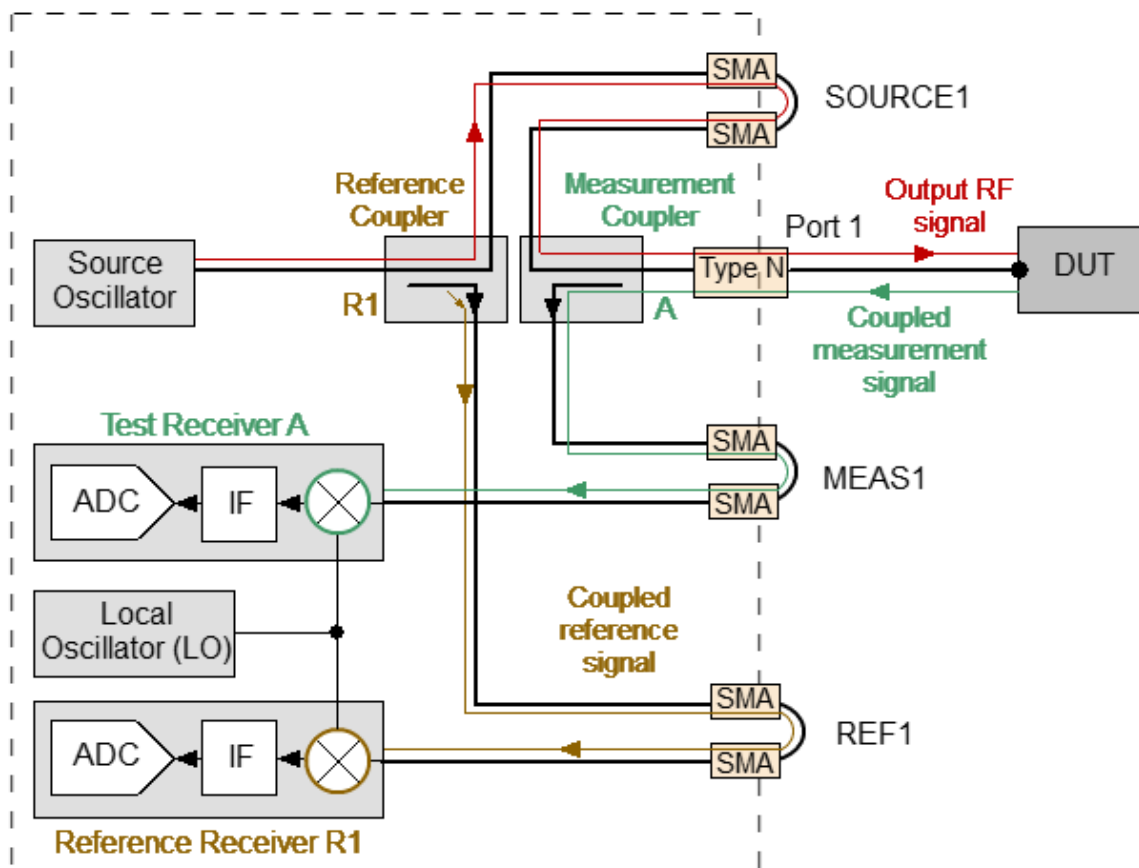 SMA
SOURCE1
SMA
Reference
Coupler
Measurement
Coupler
Output RF
signal
Port 1
Source
Oscillator
Type N
DUT
R1
A
Coupled
measurement
signal
Test Receiver A
SMA
MEAS1
ADC
IF
SMA
Local
Oscillator (LO)
Coupled
reference
signal
SMA
REF1
ADC
IF
SMA
Reference Receiver R1